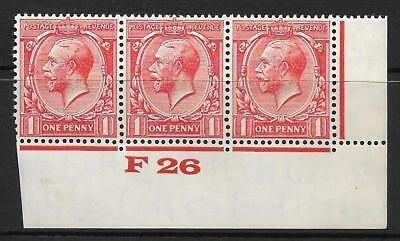 POSTAGE REVENUE POSTAGE REVENUE POSTAGE REVENUE
1 ONE PENNY 1 1 ONE PENNY 1 1 ONE PENNY 1
F 26